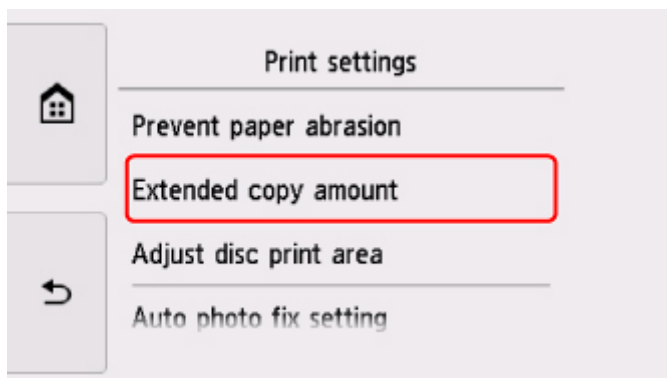 Print settings
Prevent paper abrasion
Extended copy amount
Adjust disc print area
Auto photo fix setting